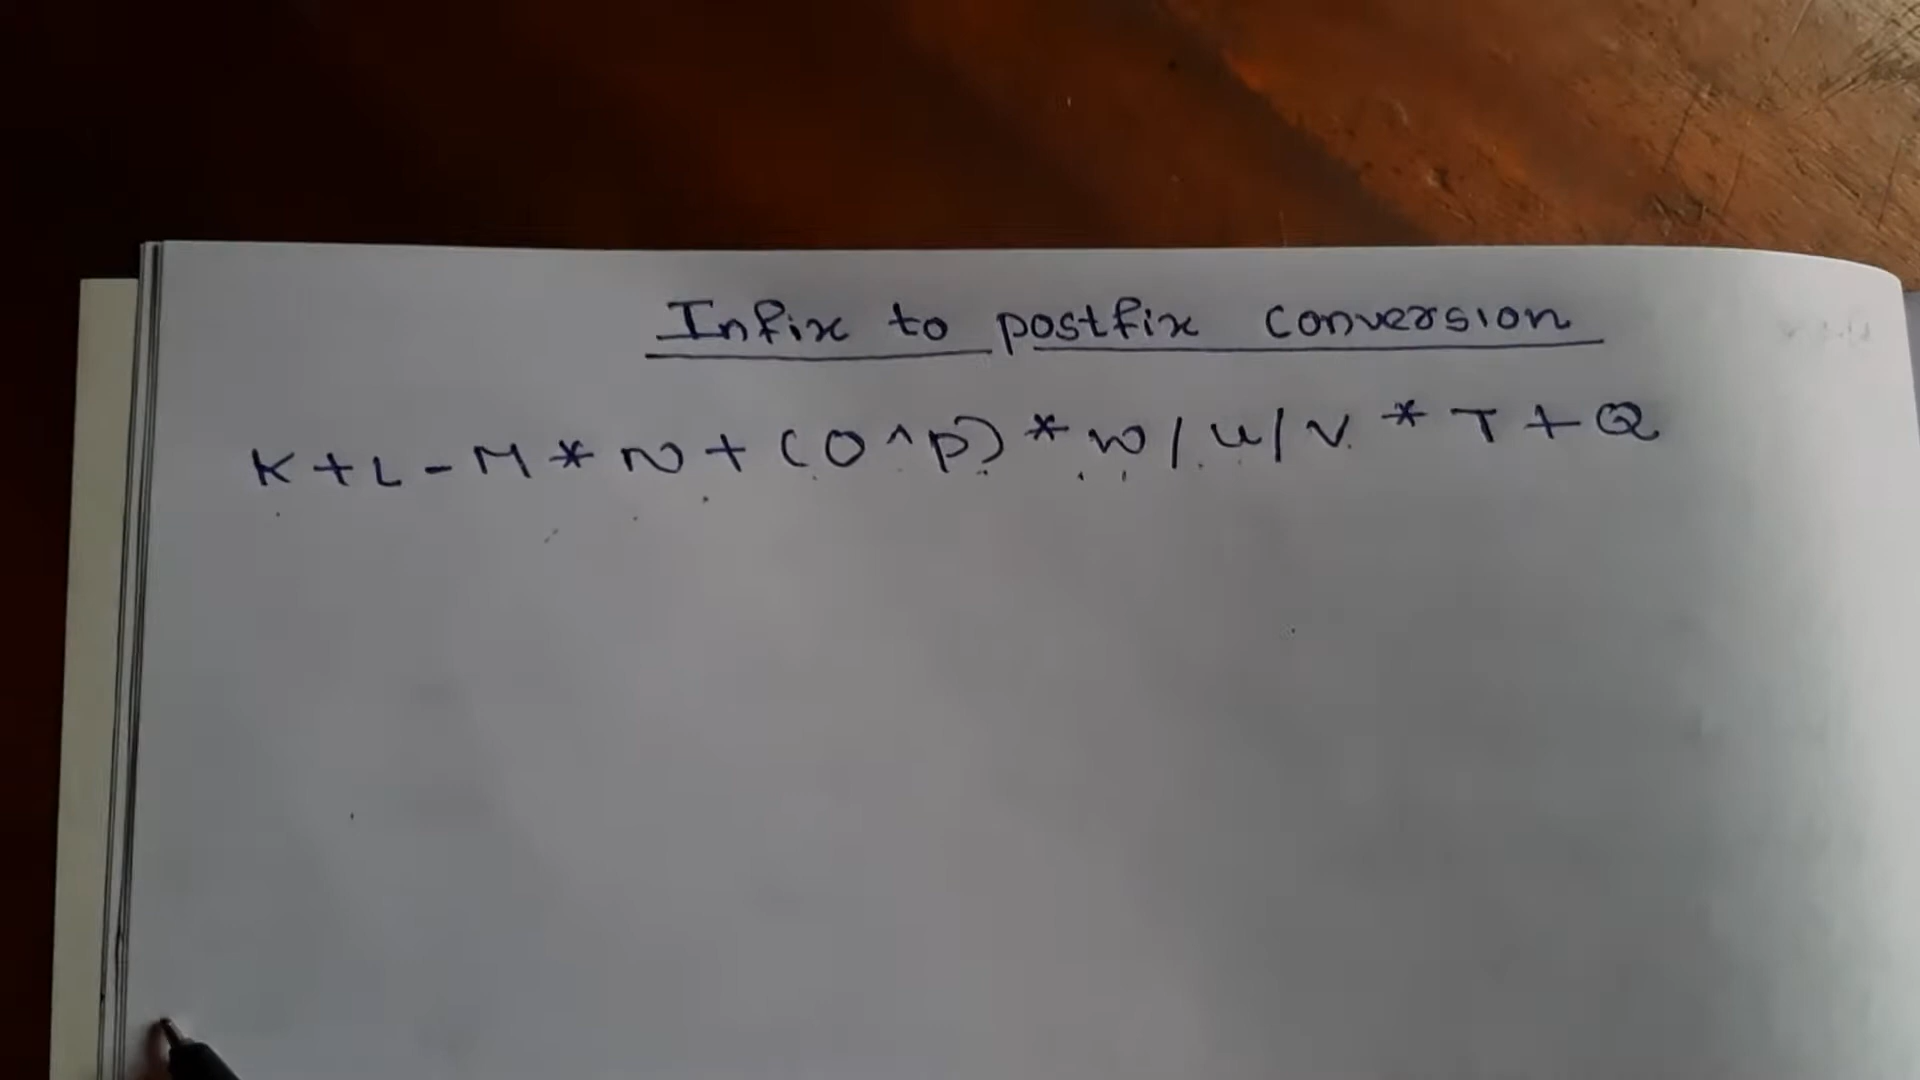 Infix to postfix conversion
K + L - M * N + (O ^ P) * W / U / V * T + Q